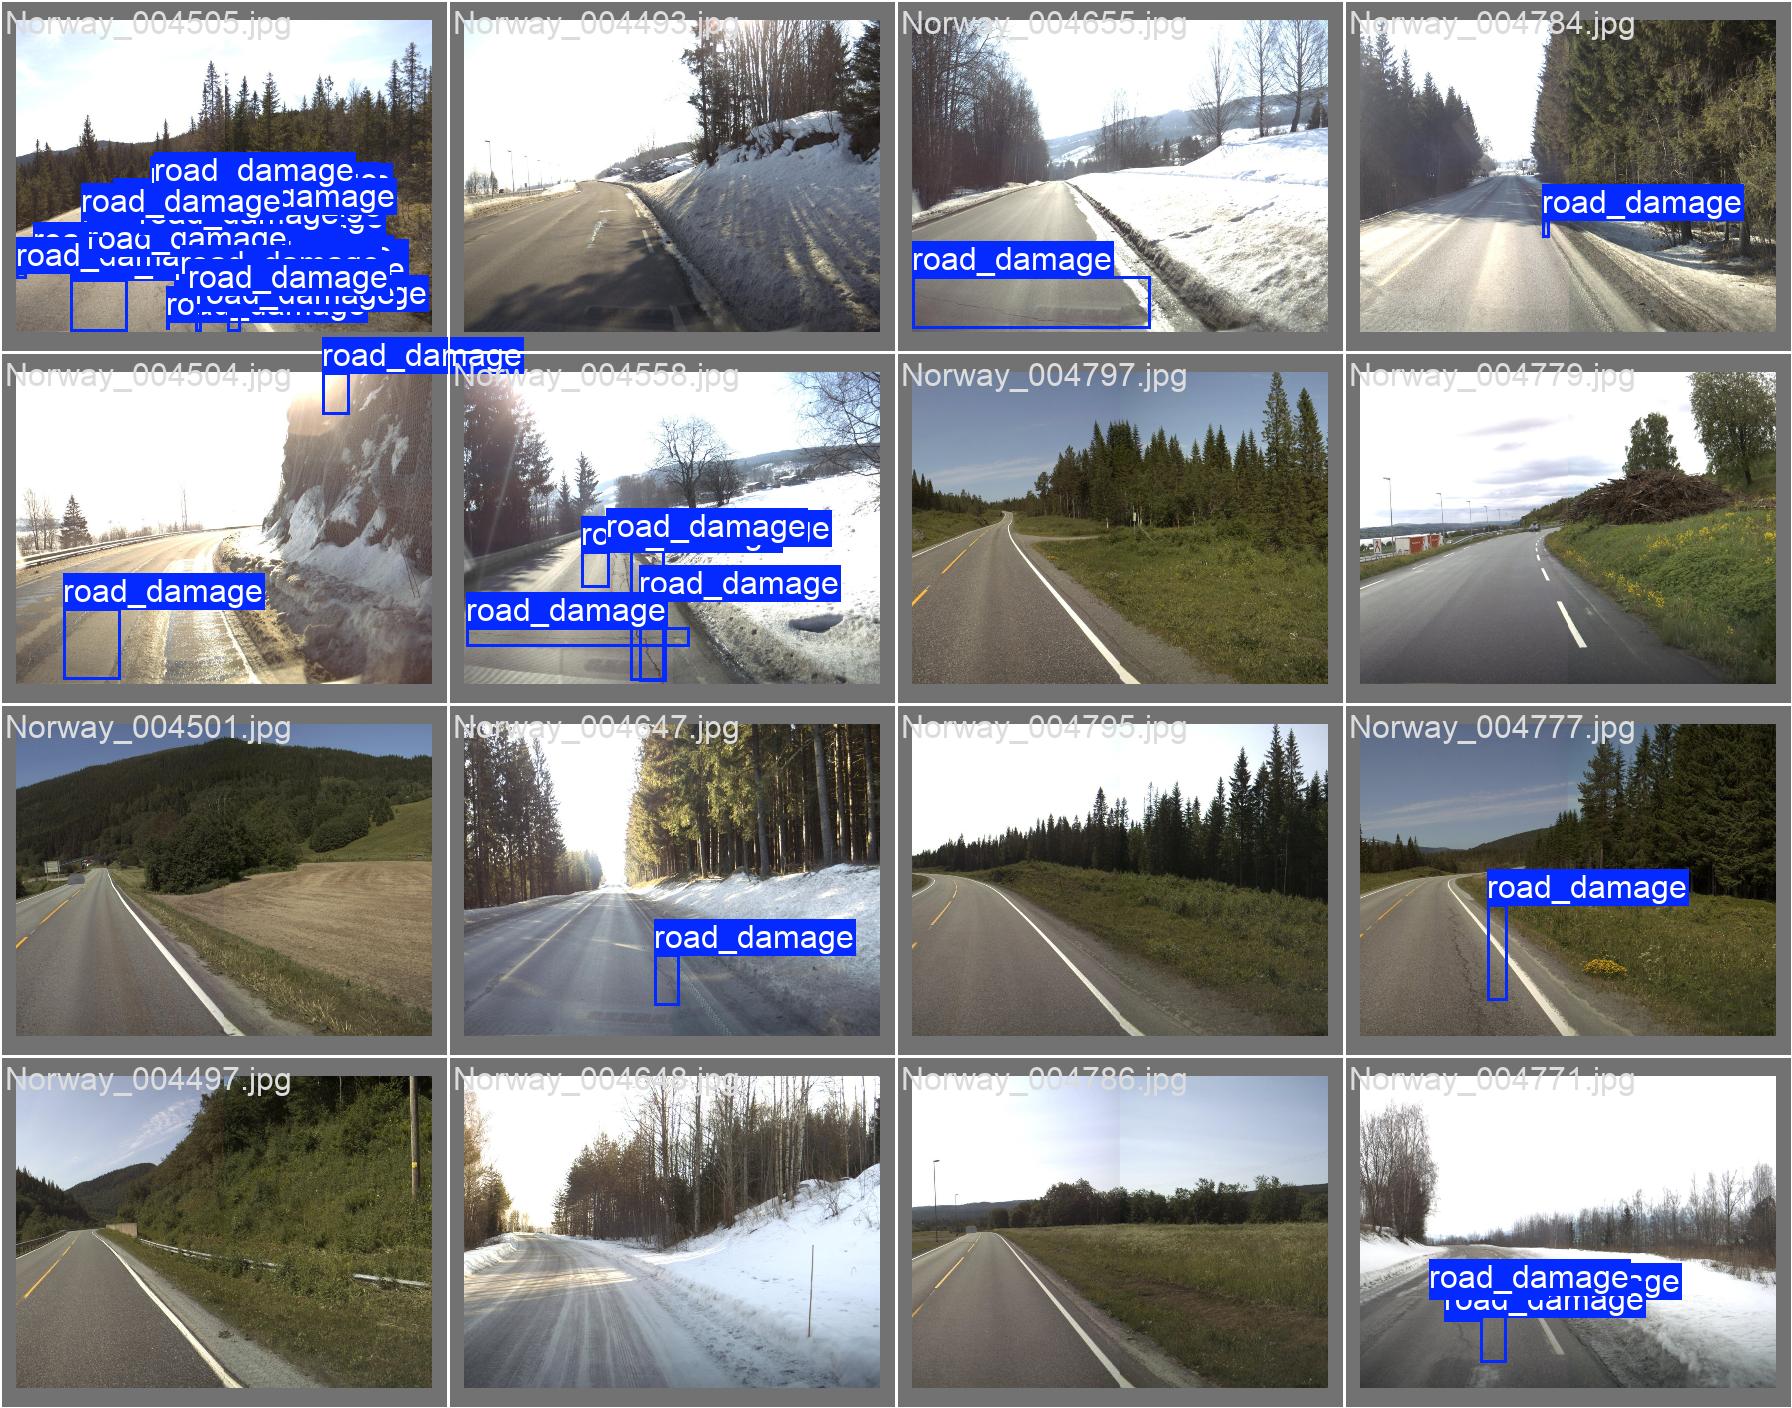 Norway_004505.jpg
road_damage
damage
road_damage
road_damage
road_damage
road_damage
Norway_004493.jpg
Norway_004655.jpg
road_damage
Norway_004784.jpg
road_damage
Norway_004504.jpg
road_damage
road_damage
Norway_004558.jpg
road_damage
road_damage
road_damage
Norway_004797.jpg
Norway_004779.jpg
Norway_004501.jpg
Norway_004647.jpg
road_damage
Norway_004795.jpg
Norway_004777.jpg
road_damage
Norway_004497.jpg
Norway_004648.jpg
Norway_004786.jpg
Norway_004771.jpg
road_damage
road_damage